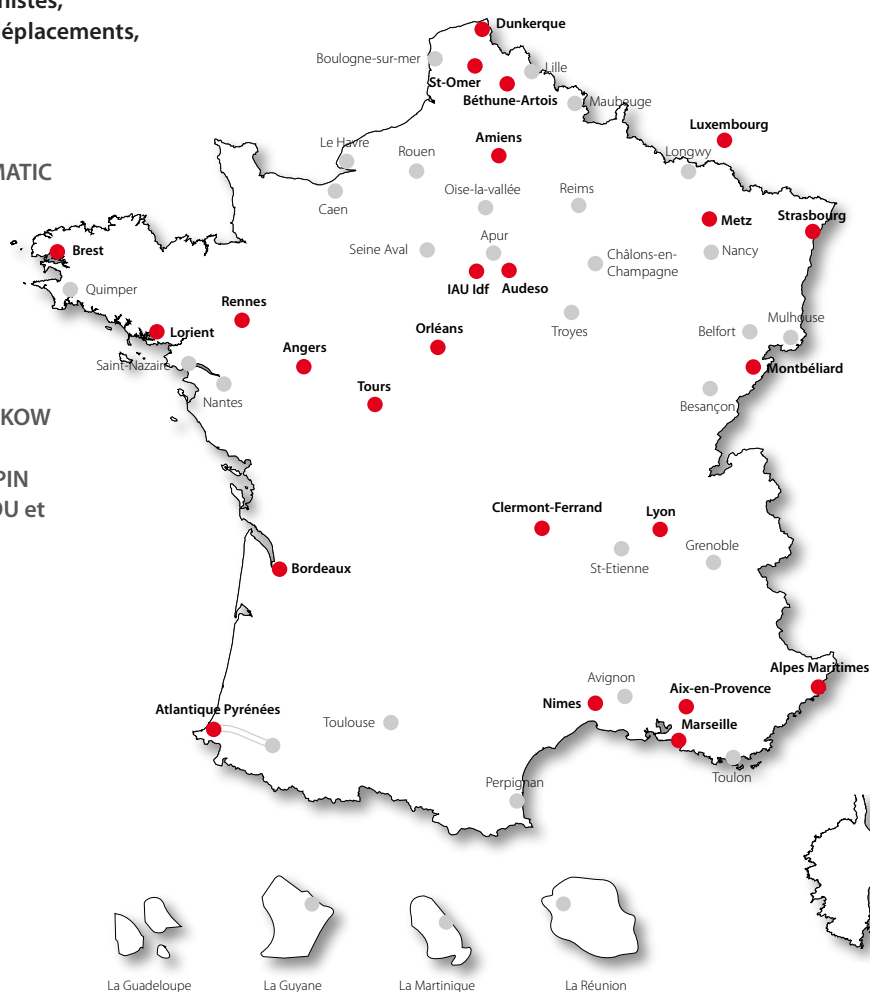 nistes,
éplacements,
MATIC
KOW
PIN
OU et
Dunkerque
Boulogne-sur-mer
Lille
St-Omer
Béthune-Artois
Maubeuge
Luxembourg
Longwy
Amiens
Le Havre
Rouen
Caen
Oise-la-vallée
Reims
Metz
Strasbourg
Brest
Seine Aval
Apur
Châlons-en-
Champagne
Nancy
Quimper
IAU Idf
Audeso
Rennes
Lorient
Orléans
Troyes
Belfort
Mulhouse
Angers
Saint-Nazaire
Montbéliard
Nantes
Tours
Besançon
Clermont-Ferrand
Lyon
Grenoble
St-Etienne
Bordeaux
Alpes Maritimes
Avignon
Aix-en-Provence
Nimes
Atlantique Pyrénées
Toulouse
Marseille
Toulon
Perpignan
La Guadeloupe
La Guyane
La Martinique
La Réunion